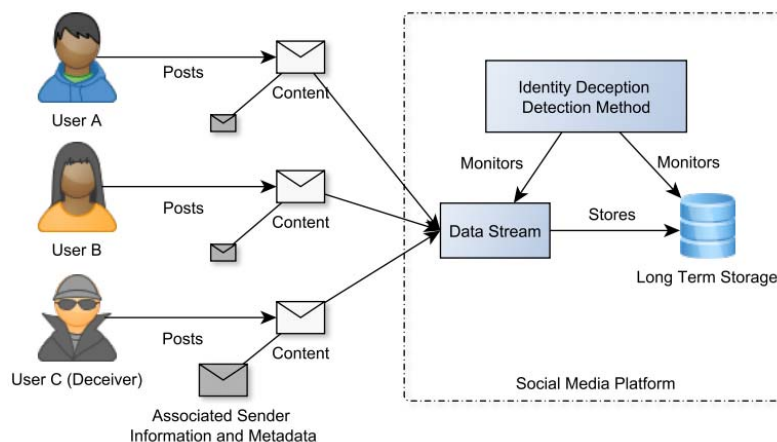 Posts
Content
User A
Posts
Content
User B
Posts
Content
User C (Deceiver)
Associated Sender
Information and Metadata
Identity Deception
Detection Method
Monitors
Monitors
Data Stream
Stores
Long Term Storage
Social Media Platform